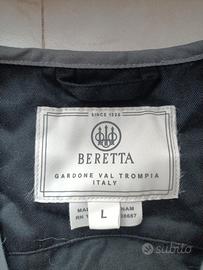 SINCE 1526
BERETTA
GARDONE VAL TROMPIA
ITALY
L
subito